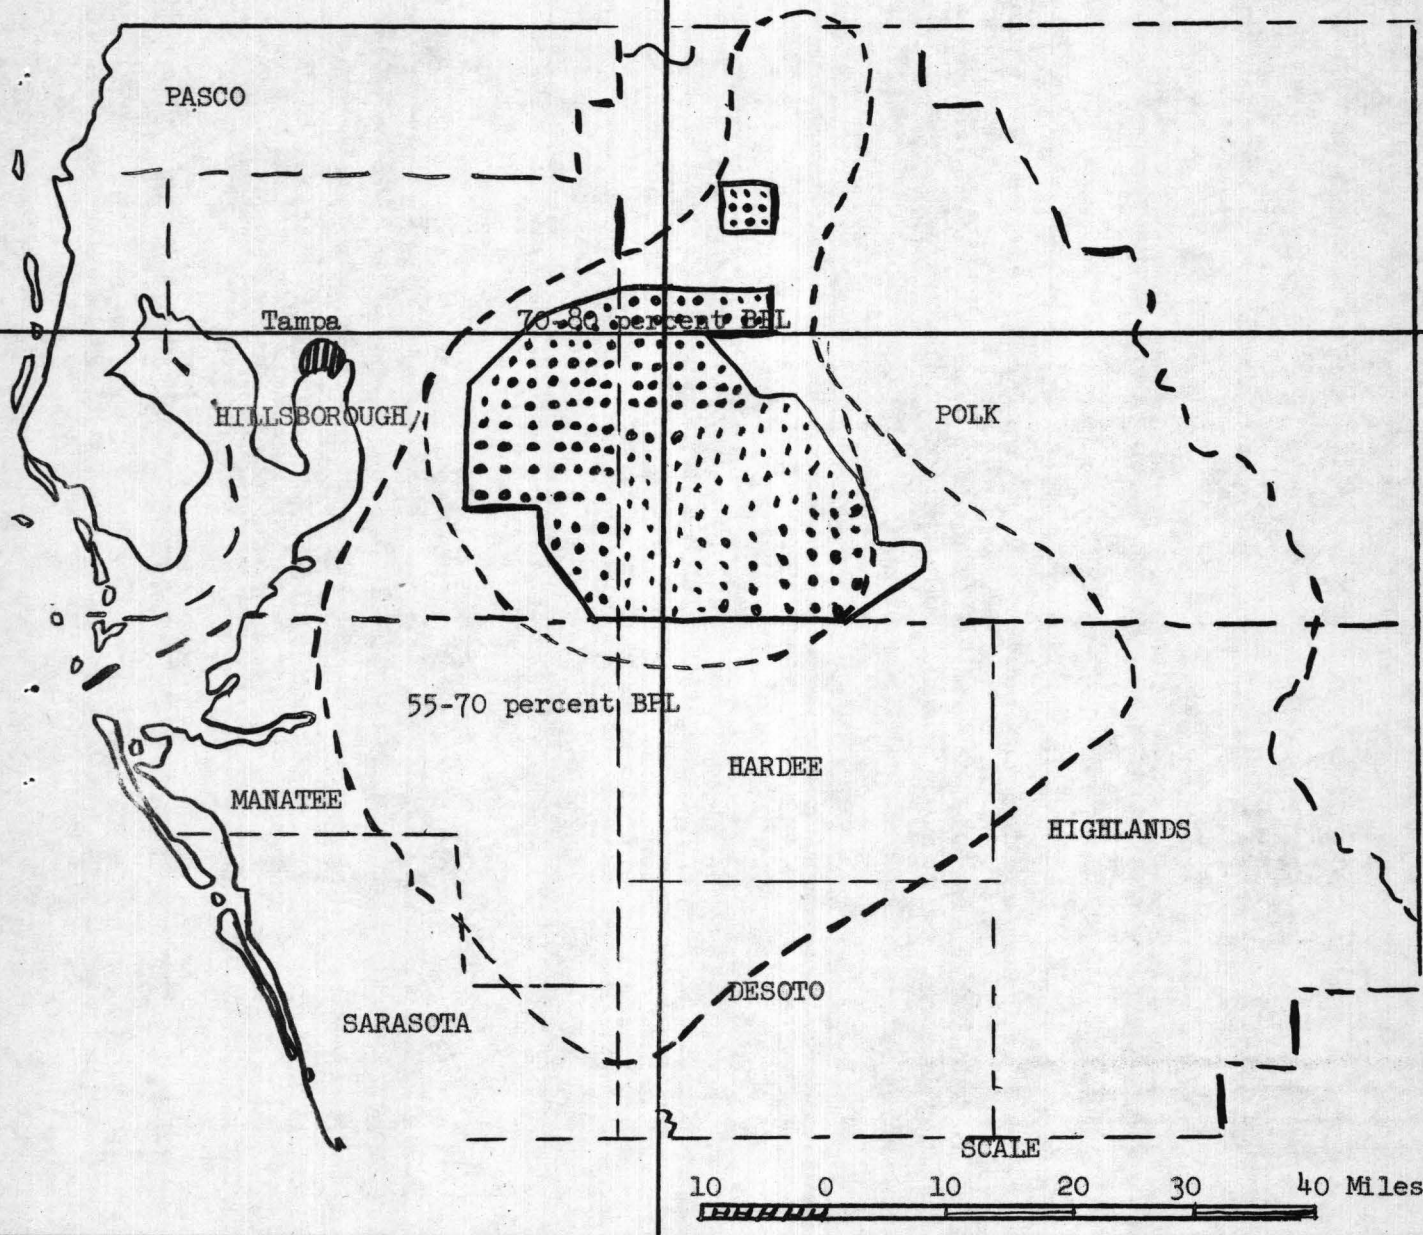 PASCO
Tampa
70-80 percent BPL
HILLSBOROUGH
POLK
55-70 percent BPL
HARDEE
MANATEE
HIGHLANDS
DESOTO
SARASOTA
SCALE
10 0 10 20 30 40 Miles